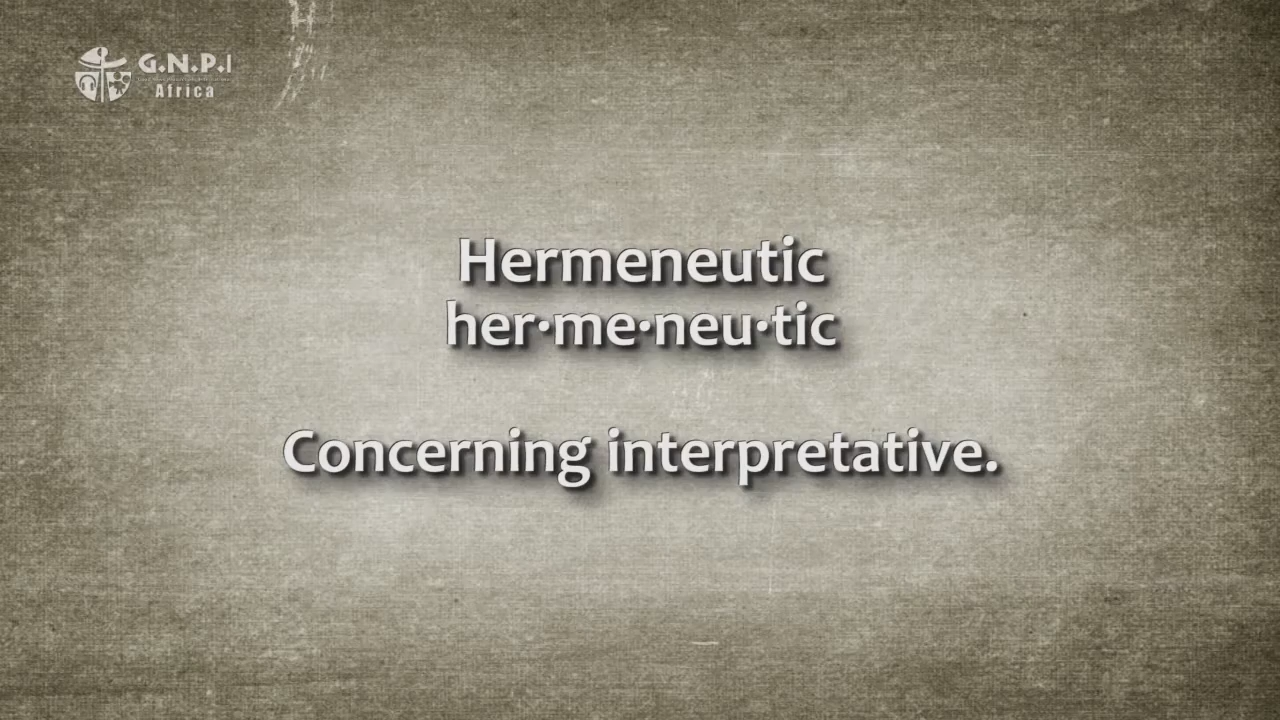 G.N.P.I
Africa
Hermeneutic
her·me·neu·tic
Concerning interpretative.